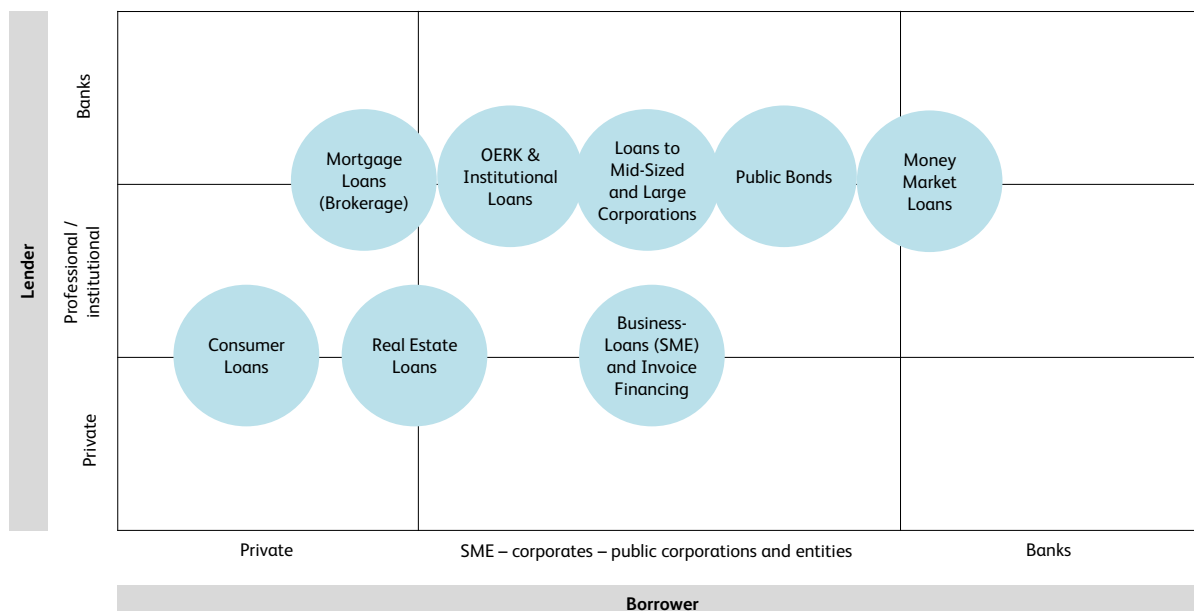 Lender
Banks
Professional /
institutional
Private
Mortgage
Loans
(Brokerage)
OERK &
Institutional
Loans
Loans to
Mid-Sized
and Large
Corporations
Public Bonds
Money
Market
Loans
Consumer
Loans
Real Estate
Loans
Business-
Loans (SME)
and Invoice
Financing
Private
SME – corporates – public corporations and entities
Banks
Borrower